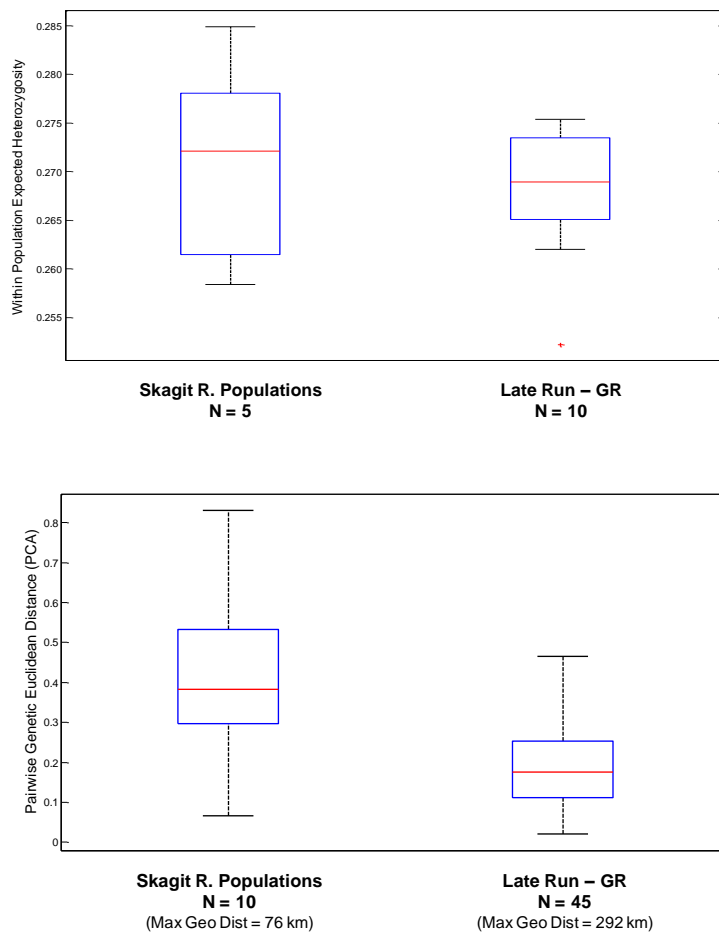 0.285
0.280
0.275
0.270
0.265
0.260
0.255
Within Population Expected Heterozygosity
Skagit R. Populations
N = 5
Late Run – GR
N = 10
0.8
0.7
0.6
0.5
0.4
0.3
0.2
0.1
0
Pairwise Genetic Euclidean Distance (PCA)
Skagit R. Populations
N = 10
(Max Geo Dist = 76 km)
Late Run – GR
N = 45
(Max Geo Dist = 292 km)